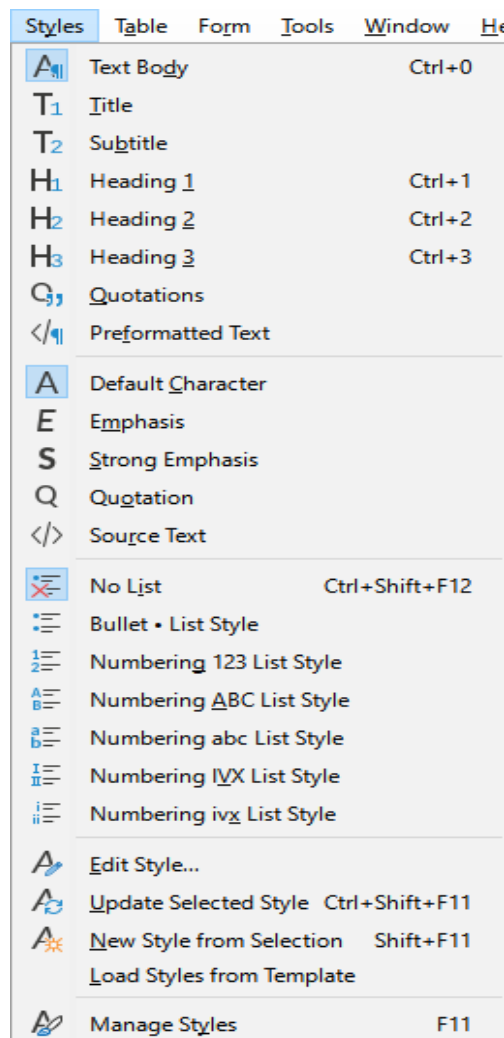 Styles Table Form Tools Window He
Text Body Ctrl+0
Title
Subtitle
Heading 1 Ctrl+1
Heading 2 Ctrl+2
Heading 3 Ctrl+3
Quotations
Preformatted Text
Default Character
Emphasis
Strong Emphasis
Quotation
Source Text
No List Ctrl+Shift+F12
Bullet • List Style
Numbering 123 List Style
Numbering ABC List Style
Numbering abc List Style
Numbering IVX List Style
Numbering ivx List Style
Edit Style...
Update Selected Style Ctrl+Shift+F11
New Style from Selection Shift+F11
Load Styles from Template
Manage Styles F11